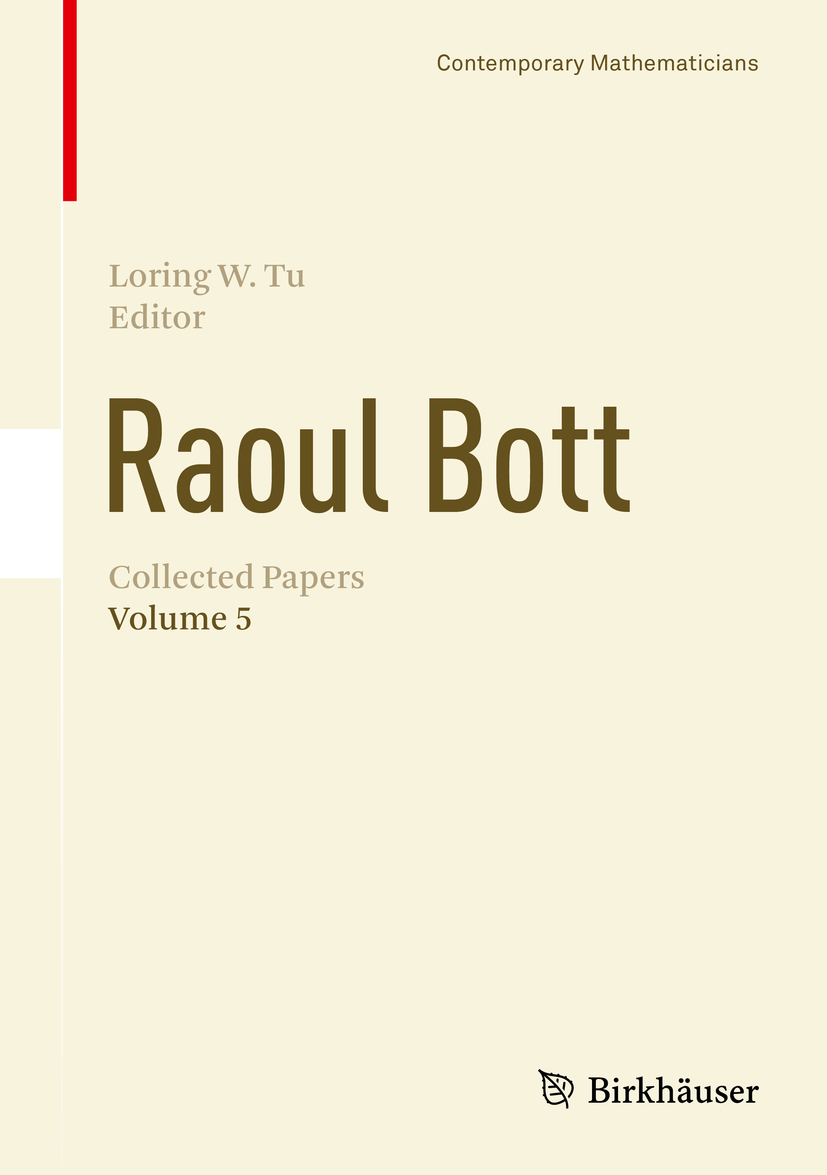 Contemporary Mathematicians
Loring W. Tu
Editor
Raoul Bott
Collected Papers
Volume 5
Birkhäuser